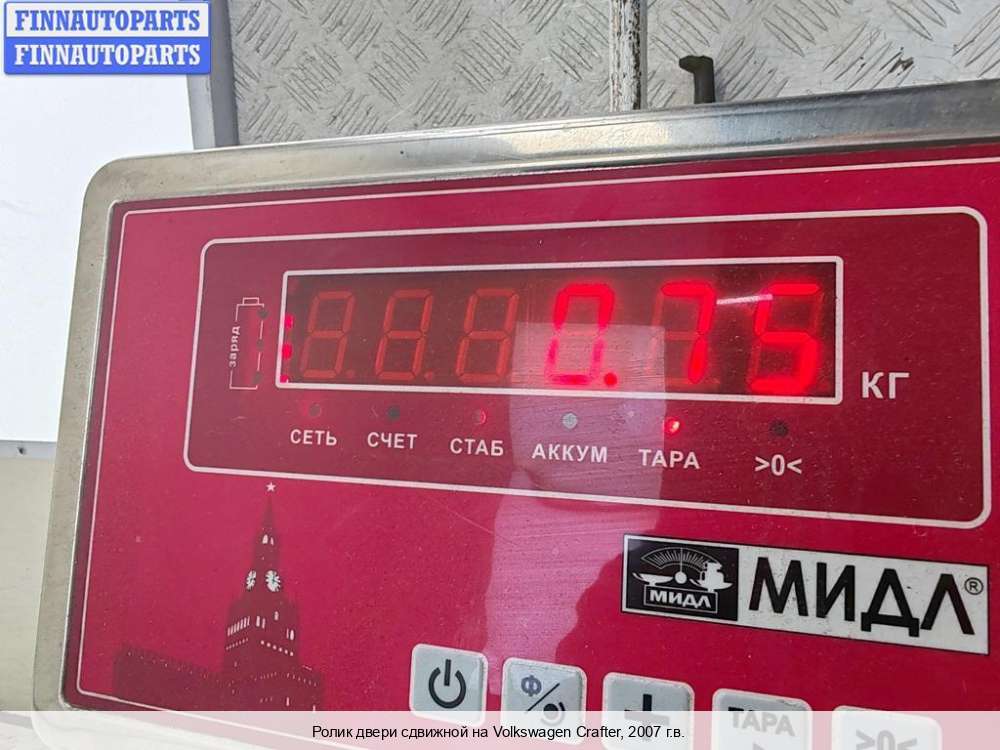 FINNAUTOPARTS
FINNAUTOPARTS
заряд
0.75
КГ
СЕТЬ СЧЕТ СТАБ АККУМ ТАРА >0<
МИДЛ
МИДЛ®
Ф
ТАРА
>0<
Ролик двери сдвижной на Volkswagen Crafter, 2007 г.в.